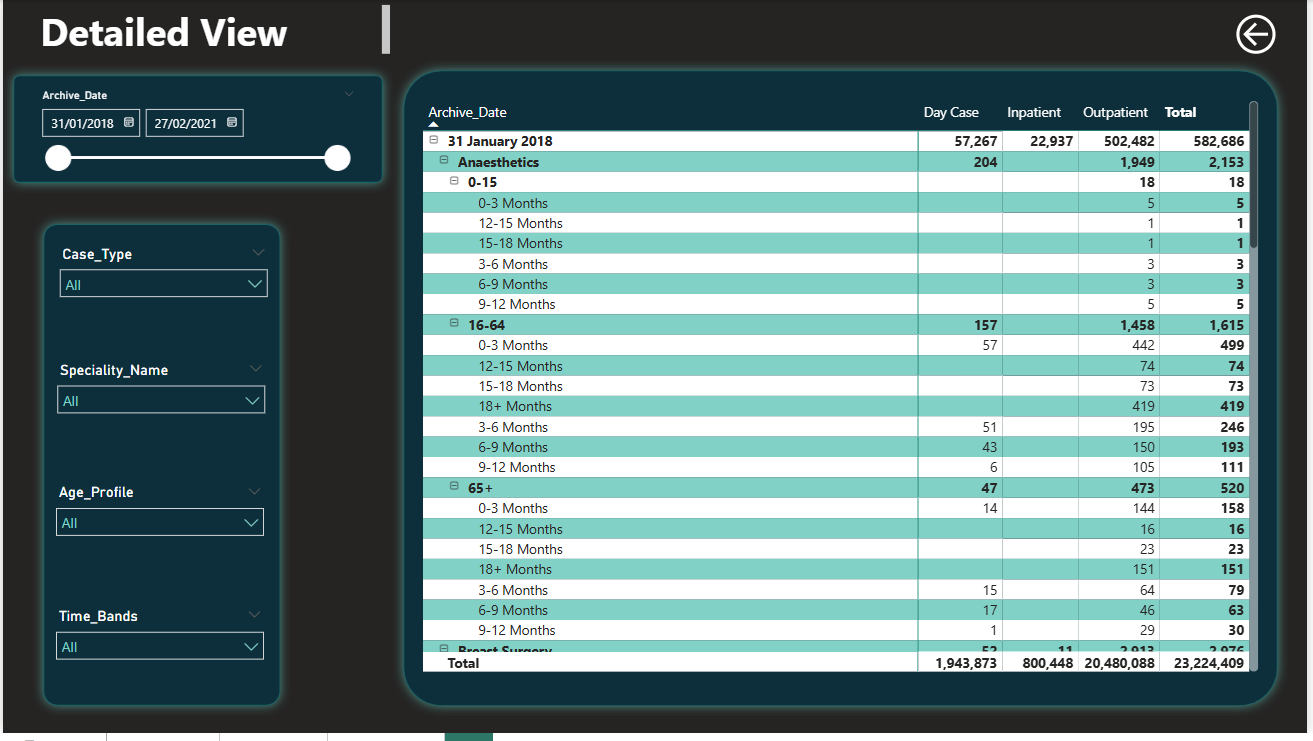 Detailed View
Archive_Date
31/01/2018 27/02/2021
Case_Type
All
Speciality_Name
All
Age_Profile
All
Time_Bands
All
Archive_Date Day Case Inpatient Outpatient Total
31 January 2018 57,267 22,937 502,482 582,686
Anaesthetics 204 1,949 2,153
0-15 18 18
0-3 Months 5 5
12-15 Months 1 1
15-18 Months 1 1
3-6 Months 3 3
6-9 Months 3 3
9-12 Months 5 5
16-64 157 1,458 1,615
0-3 Months 57 442 499
12-15 Months 74 74
15-18 Months 73 73
18+ Months 419 419
3-6 Months 51 195 246
6-9 Months 43 150 193
9-12 Months 6 105 111
65+ 47 473 520
0-3 Months 14 144 158
12-15 Months 16 16
15-18 Months 23 23
18+ Months 151 151
3-6 Months 15 64 79
6-9 Months 17 46 63
9-12 Months 1 29 30
Breast Surgery 52 11 2,913 2,976
Total 1,943,873 800,448 20,480,088 23,224,409